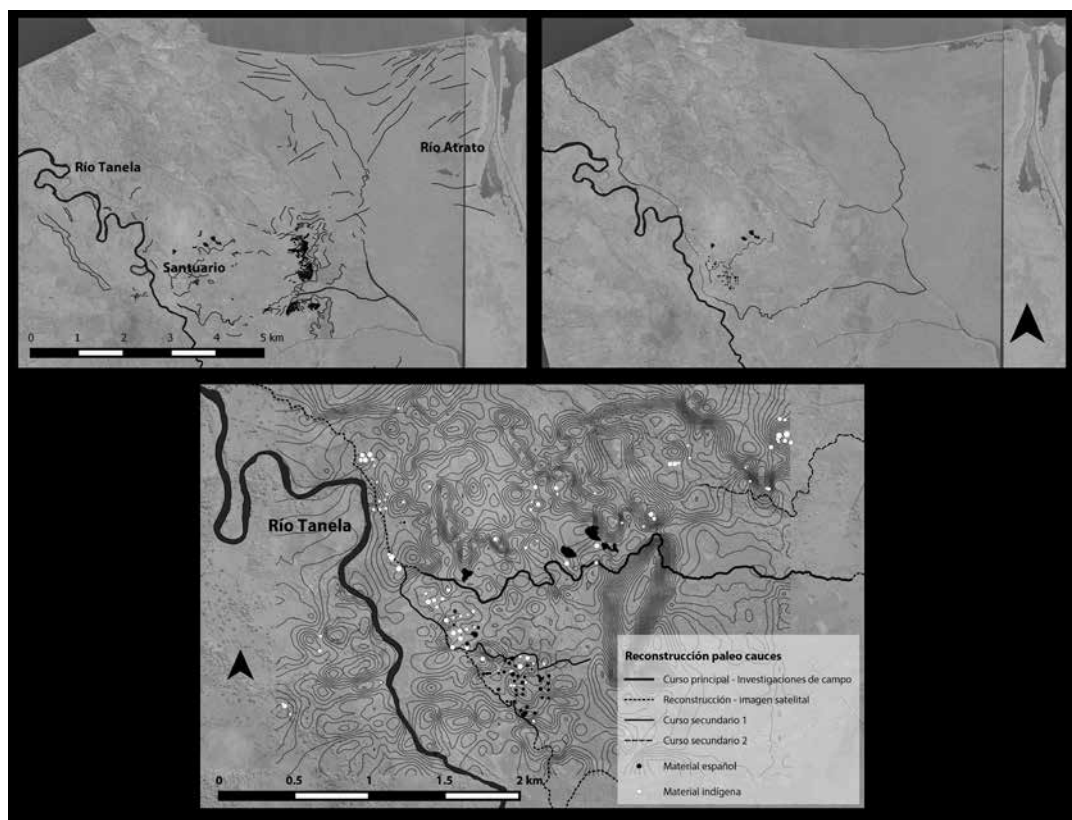 Río Tanela
Río Atrato
Santuario
0 1 2 3 4 5 km
Río Tanela
Reconstrucción paleo cauces
Curso principal - Investigaciones de campo
Reconstrucción - imagen satelital
Curso secundario 1
Curso secundario 2
Material español
Material indígena
0 0.5 1 1.5 2 km